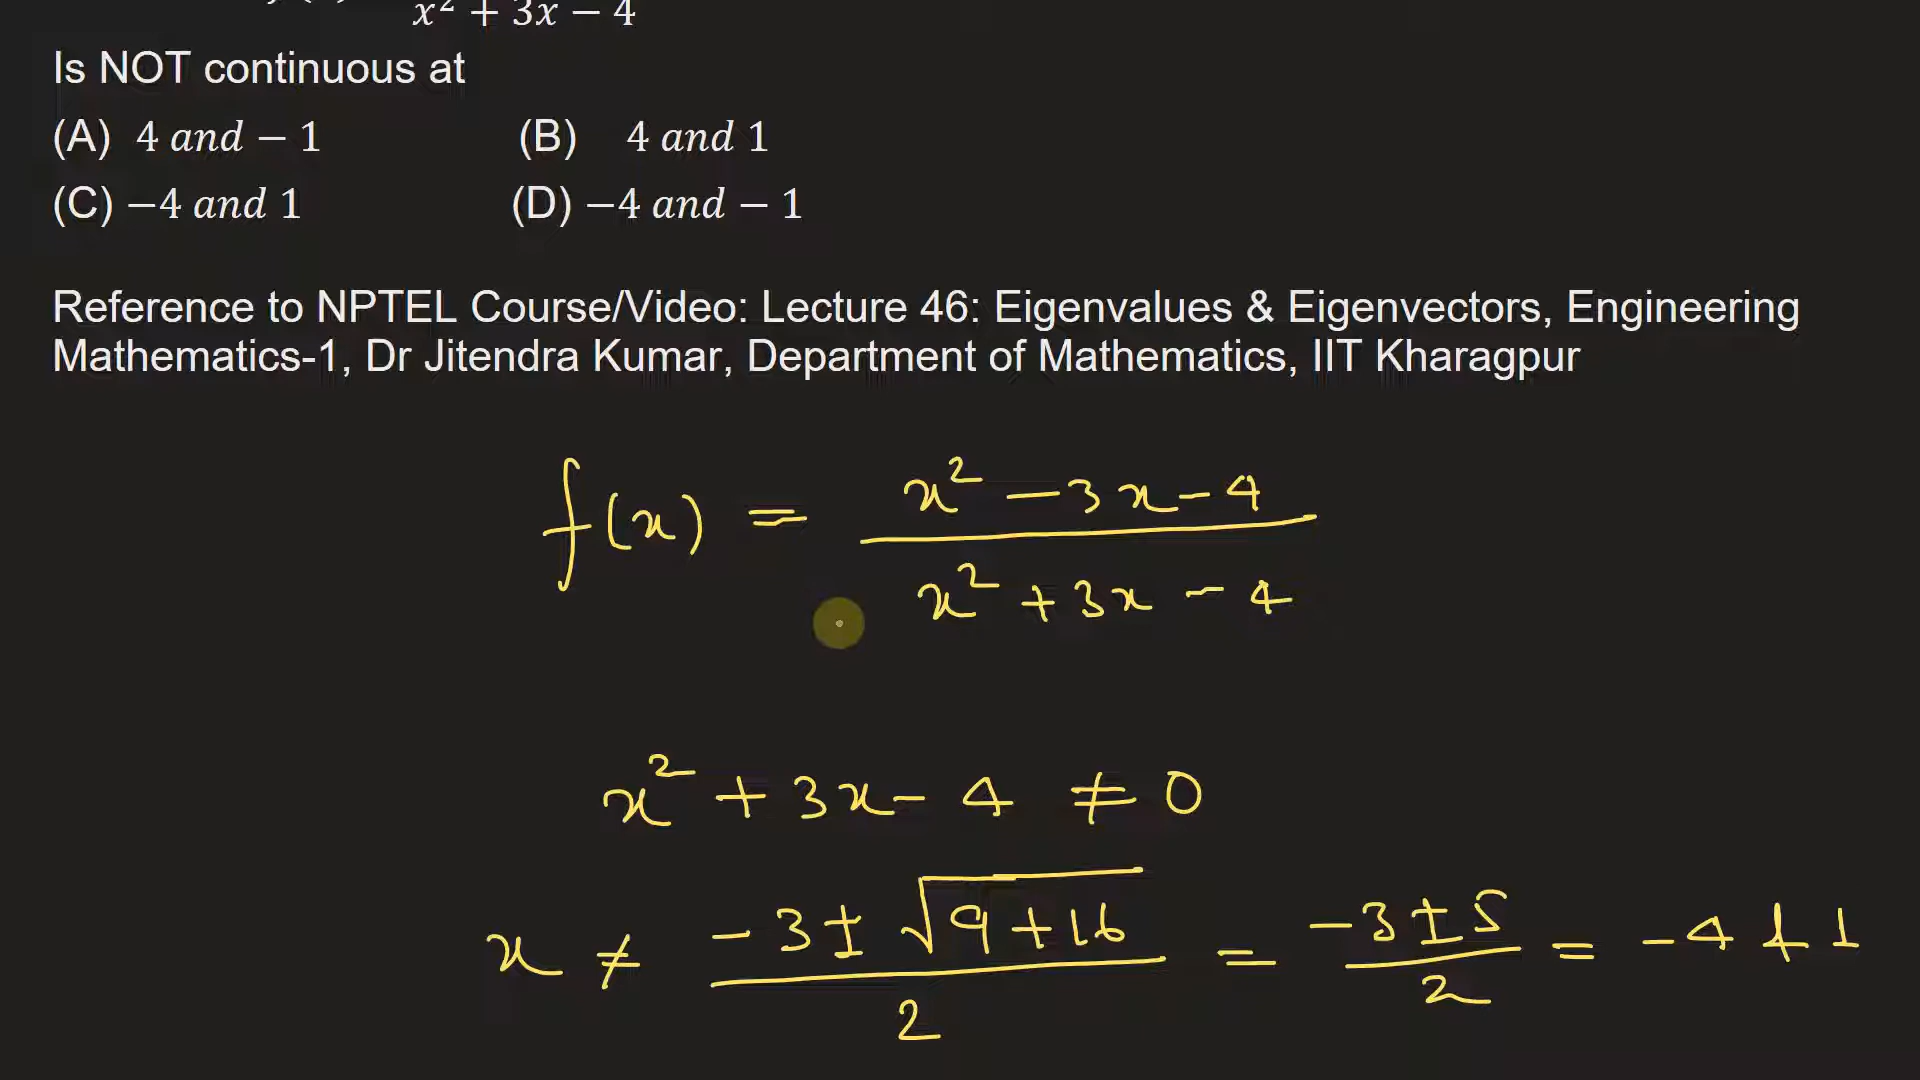 x² + 3x − 4
Is NOT continuous at
(A) 4 and − 1 (B) 4 and 1
(C) −4 and 1 (D) −4 and − 1
Reference to NPTEL Course/Video: Lecture 46: Eigenvalues & Eigenvectors, Engineering
Mathematics-1, Dr Jitendra Kumar, Department of Mathematics, IIT Kharagpur
f(x) = x² − 3x − 4
x² + 3x − 4
x² + 3x − 4 ≠ 0
x ≠ −3 ± √9+16 = −3 ± 5 = −4 & 1
2 2